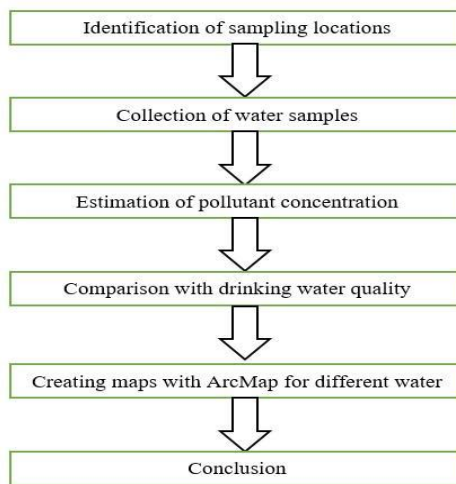 Identification of sampling locations
Collection of water samples
Estimation of pollutant concentration
Comparison with drinking water quality
Creating maps with ArcMap for different water
Conclusion